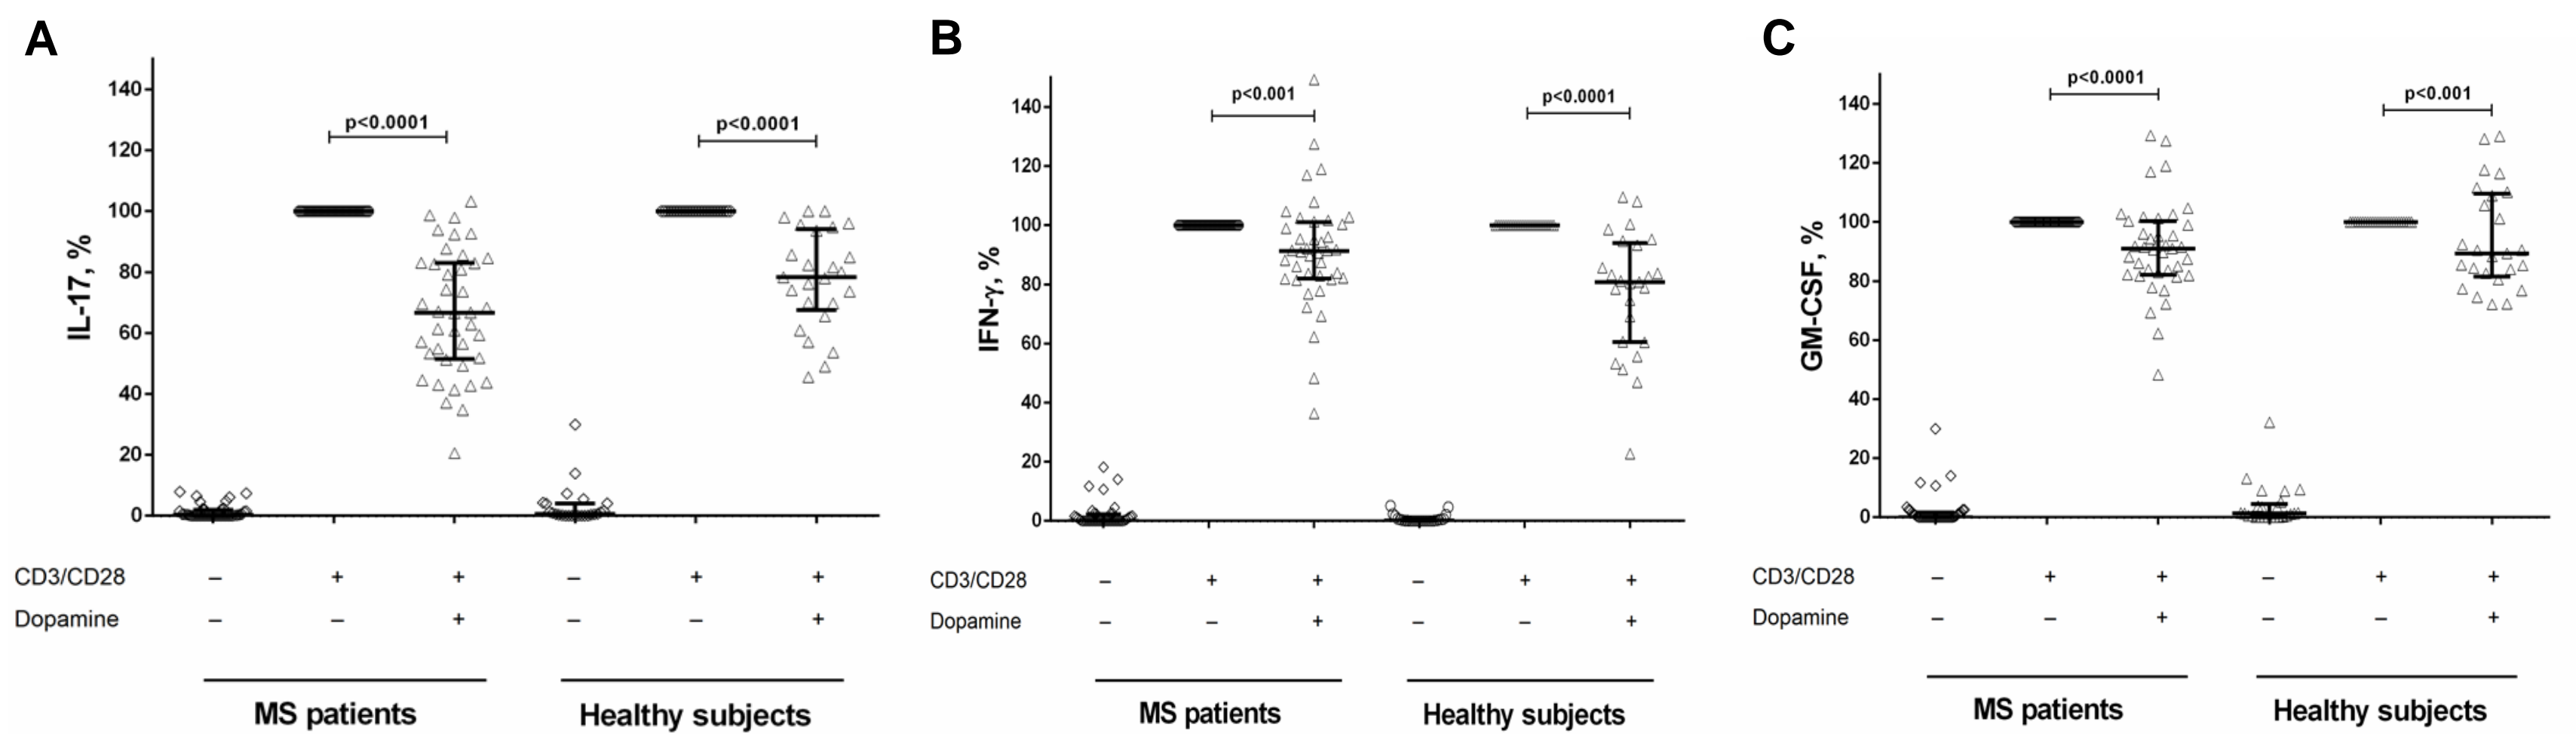 A
IL-17, %
140
120
100
80
60
40
20
0
p<0.0001
p<0.0001
CD3/CD28 – + + – + +
Dopamine – – + – – +
MS patients Healthy subjects
B
IFN-γ, %
140
120
100
80
60
40
20
0
p<0.001
p<0.0001
CD3/CD28 – + + – + +
Dopamine – – + – – +
MS patients Healthy subjects
C
GM-CSF, %
140
120
100
80
60
40
20
0
p<0.0001
p<0.001
CD3/CD28 – + + – + +
Dopamine – – + – – +
MS patients Healthy subjects